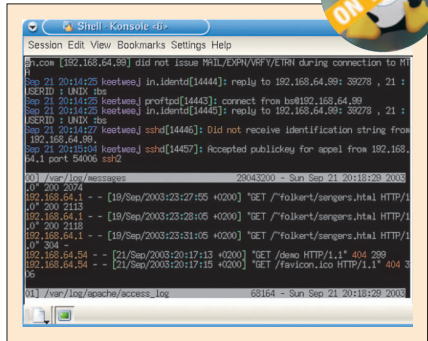 ON
Shell - Konsole <6>
Session Edit View Bookmarks Settings Help
en.com [192.168.64.99] did not issue MAIL/EXPN/VRFY/ETRN during connection to MT
A
Sep 21 20:14:25 keetweej in.identd[14444]: reply to 192.168.64.99: 39278 , 21 :
USERID : UNIX :bs
Sep 21 20:14:25 keetweej proftpd[14443]: connect from bs@192.168.64.99
Sep 21 20:14:25 keetweej in.identd[14445]: reply to 192.168.64.99: 39278 , 21 :
USERID : UNIX :bs
Sep 21 20:14:27 keetweej sshd[14446]: Did not receive identification string from
192.168.64.99.
Sep 21 20:15:04 keetweej sshd[14457]: Accepted publickey for appel from 192.168.
64.1 port 54006 ssh2
00] /var/log/messages 29043200 - Sun Sep 21 20:18:29 2003
.0" 200 2074
192.168.64.1 - - [19/Sep/2003:23:27:55 +0200] "GET /~folkert/sengers.html HTTP/1
.0" 200 2113
192.168.64.1 - - [19/Sep/2003:23:28:05 +0200] "GET /~folkert/sengers.html HTTP/1
.0" 200 2118
192.168.64.1 - - [19/Sep/2003:23:31:05 +0200] "GET /~folkert/sengers.html HTTP/1
.0" 304 -
192.168.64.54 - - [21/Sep/2003:20:17:13 +0200] "GET /demo HTTP/1.1" 404 299
192.168.64.54 - - [21/Sep/2003:20:17:15 +0200] "GET /favicon.ico HTTP/1.1" 404 3
06
01] /var/log/apache/access_log 68164 - Sun Sep 21 20:18:29 2003